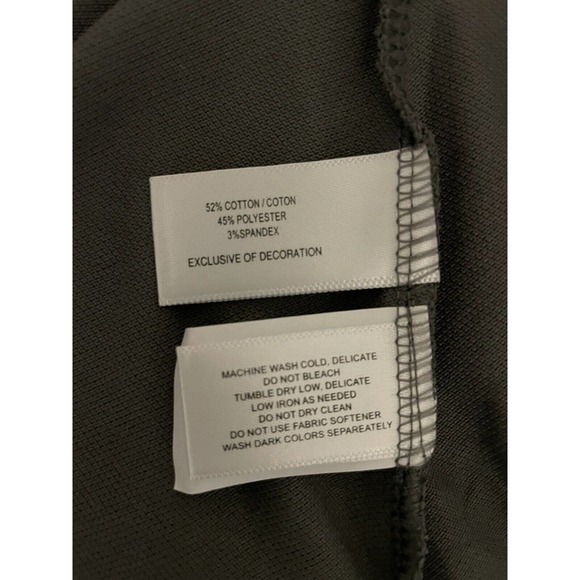 52% COTTON / COTON
45% POLYESTER
3%SPANDEX
EXCLUSIVE OF DECORATION
MACHINE WASH COLD, DELICATE
DO NOT BLEACH
TUMBLE DRY LOW, DELICATE
LOW IRON AS NEEDED
DO NOT DRY CLEAN
DO NOT USE FABRIC SOFTENER
WASH DARK COLORS SEPAREATELY